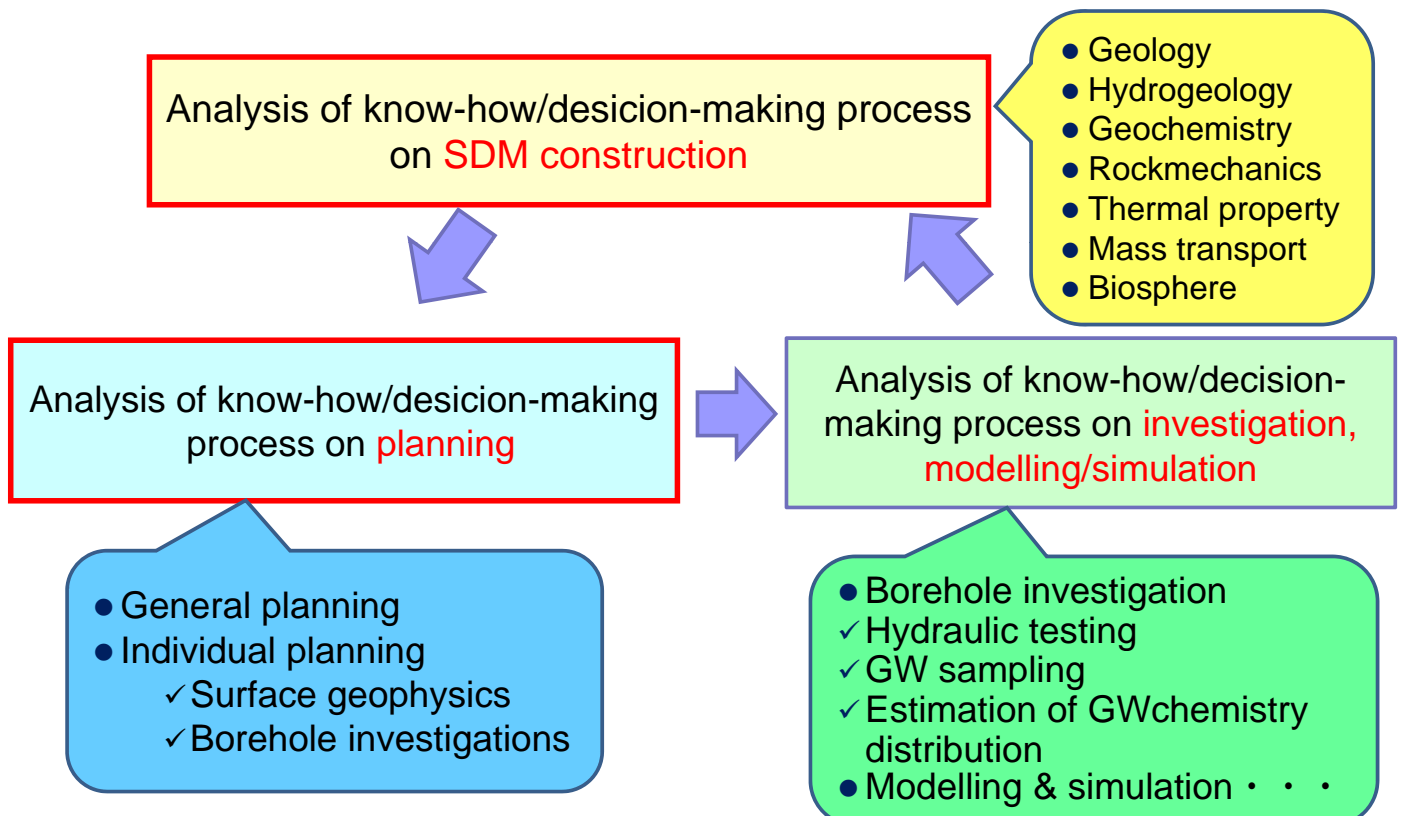 Analysis of know-how/desicion-making process
on SDM construction
● Geology
● Hydrogeology
● Geochemistry
● Rockmechanics
● Thermal property
● Mass transport
● Biosphere
Analysis of know-how/desicion-making
process on planning
Analysis of know-how/decision-
making process on investigation,
modelling/simulation
● General planning
● Individual planning
✓ Surface geophysics
✓ Borehole investigations
● Borehole investigation
✓ Hydraulic testing
✓ GW sampling
✓ Estimation of GWchemistry
distribution
● Modelling & simulation・・・